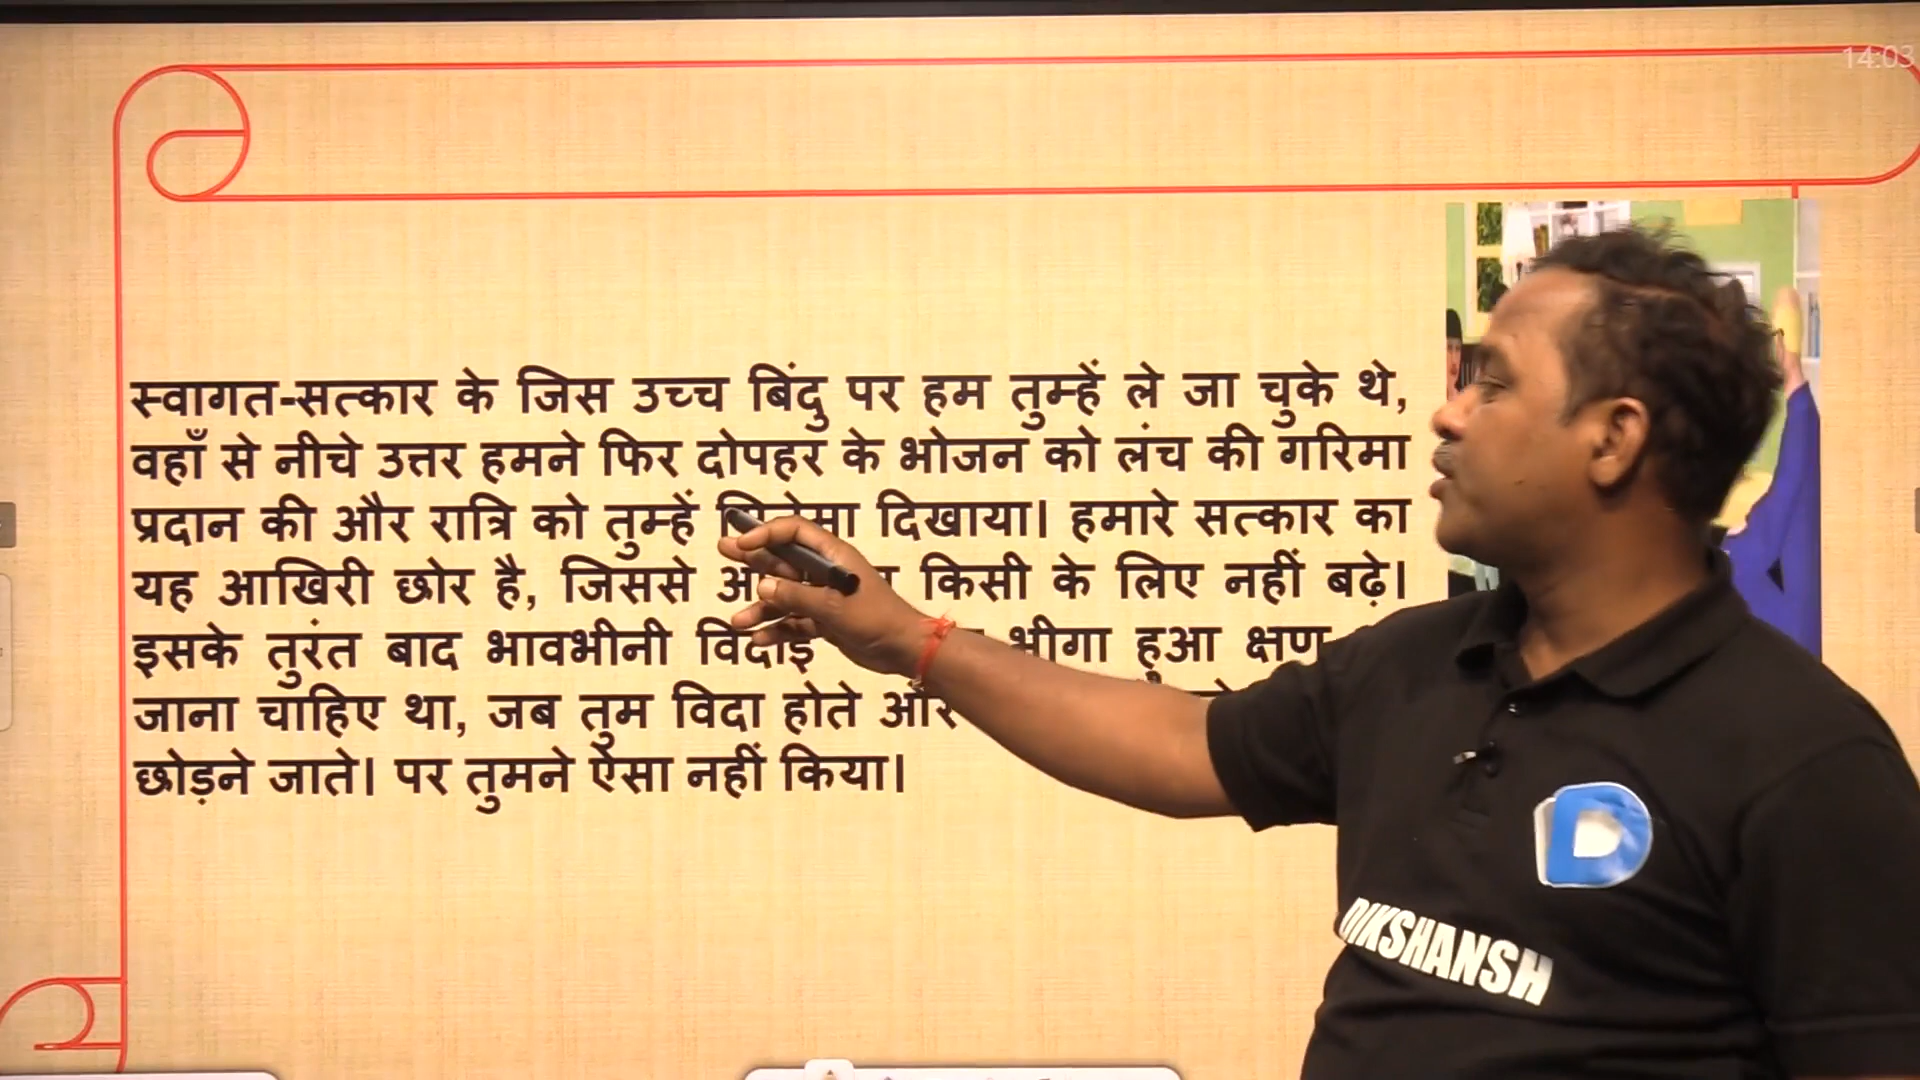 14:03
स्वागत-सत्कार के जिस उच्च बिंदु पर हम तुम्हें ले जा चुके थे,
वहाँ से नीचे उत्तर हमने फिर दोपहर के भोजन को लंच की गरिमा
प्रदान की और रात्रि को तुम्हें सिनेमा दिखाया। हमारे सत्कार का
यह आखिरी छोर है, जिससे किसी के लिए नहीं बढ़े।
इसके तुरंत बाद भावभीनी विदाई भीगा हुआ क्षण
जाना चाहिए था, जब तुम विदा होते और
छोड़ने जाते। पर तुमने ऐसा नहीं किया।
D
DIKSHANSH